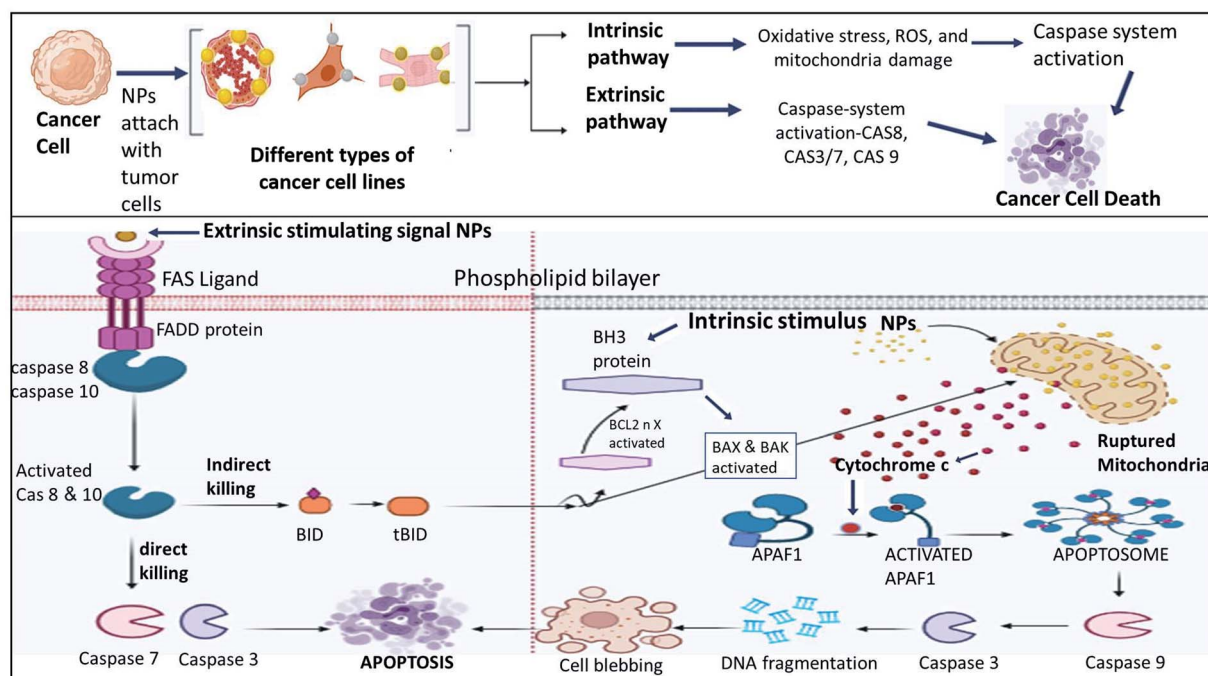 Cancer
Cell
NPs
attach
with
tumor
cells
Different types of
cancer cell lines
Intrinsic
pathway
Extrinsic
pathway
Oxidative stress, ROS, and
mitochondria damage
Caspase system
activation
Caspase-system
activation-CAS8,
CAS3/7, CAS 9
Cancer Cell Death
Extrinsic stimulating signal NPs
FAS Ligand
FADD protein
caspase 8
caspase 10
Activated
Cas 8 & 10
Indirect
killing
BID
tBID
direct
killing
Caspase 7
Caspase 3
APOPTOSIS
Phospholipid bilayer
Intrinsic stimulus
NPs
BH3
protein
BCL2 n X
activated
BAX & BAK
activated
Ruptured
Mitochondria
Cytochrome c
APAF1
ACTIVATED
APAF1
APOPTOSOME
Cell blebbing
DNA fragmentation
Caspase 3
Caspase 9